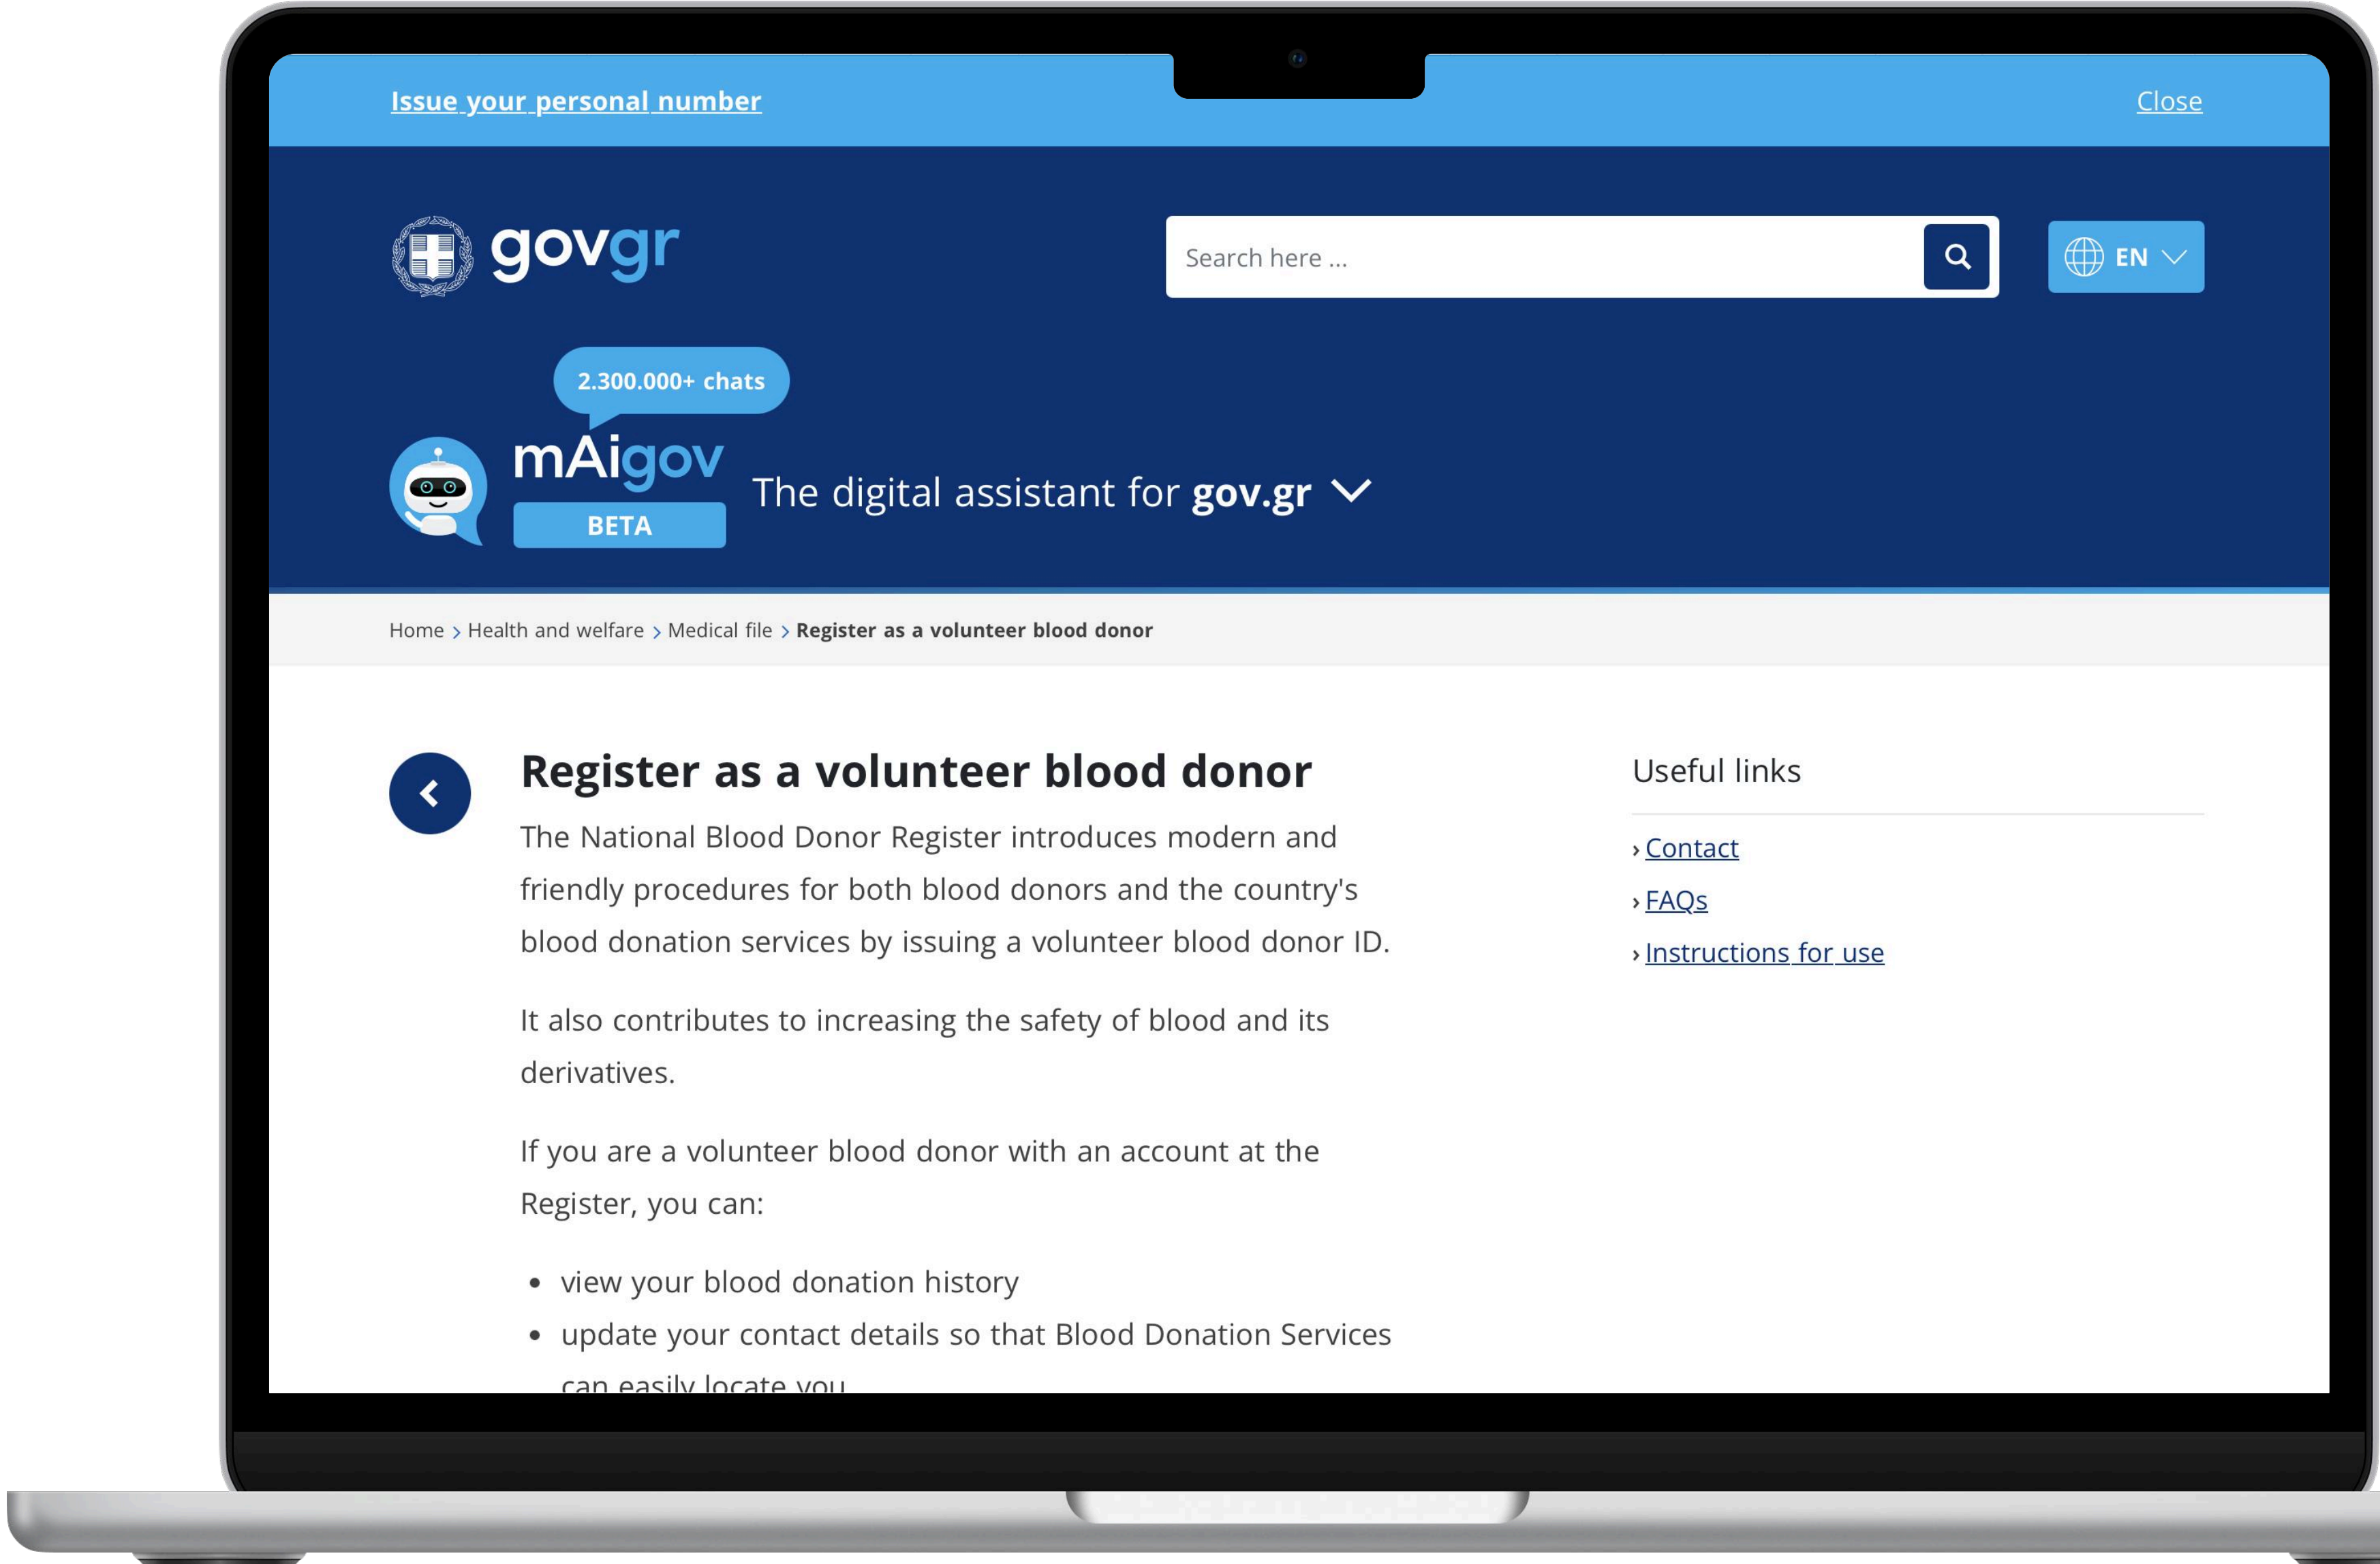 Issue your personal number
Close
govgr
Search here ...
EN
2.300.000+ chats
mAigov
BETA
The digital assistant for gov.gr
Home › Health and welfare › Medical file › Register as a volunteer blood donor
Register as a volunteer blood donor
The National Blood Donor Register introduces modern and
friendly procedures for both blood donors and the country's
blood donation services by issuing a volunteer blood donor ID.
It also contributes to increasing the safety of blood and its
derivatives.
If you are a volunteer blood donor with an account at the
Register, you can:
• view your blood donation history
• update your contact details so that Blood Donation Services
can easily locate you
Useful links
› Contact
› FAQs
› Instructions for use